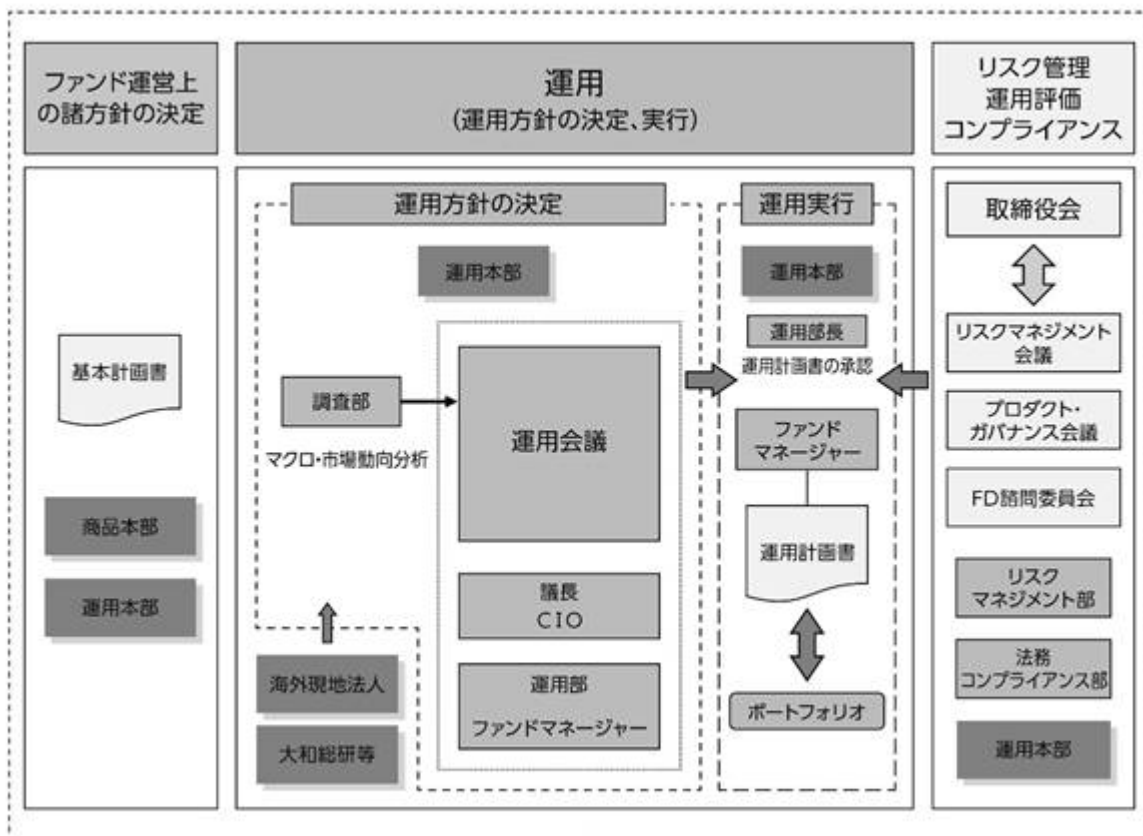 ファンド運営上
の諸方針の決定
運用
(運用方針の決定、実行)
リスク管理
運用評価
コンプライアンス
基本計画書
商品本部
運用本部
運用方針の決定
運用本部
調査部
マクロ・市場動向分析
運用会議
議長
CIO
運用部
ファンドマネージャー
海外現地法人
大和総研等
運用実行
運用本部
運用部長
運用計画書の承認
ファンド
マネージャー
運用計画書
ポートフォリオ
取締役会
リスクマネジメント
会議
プロダクト・
ガバナンス会議
FD諮問委員会
リスク
マネジメント部
法務
コンプライアンス部
運用本部